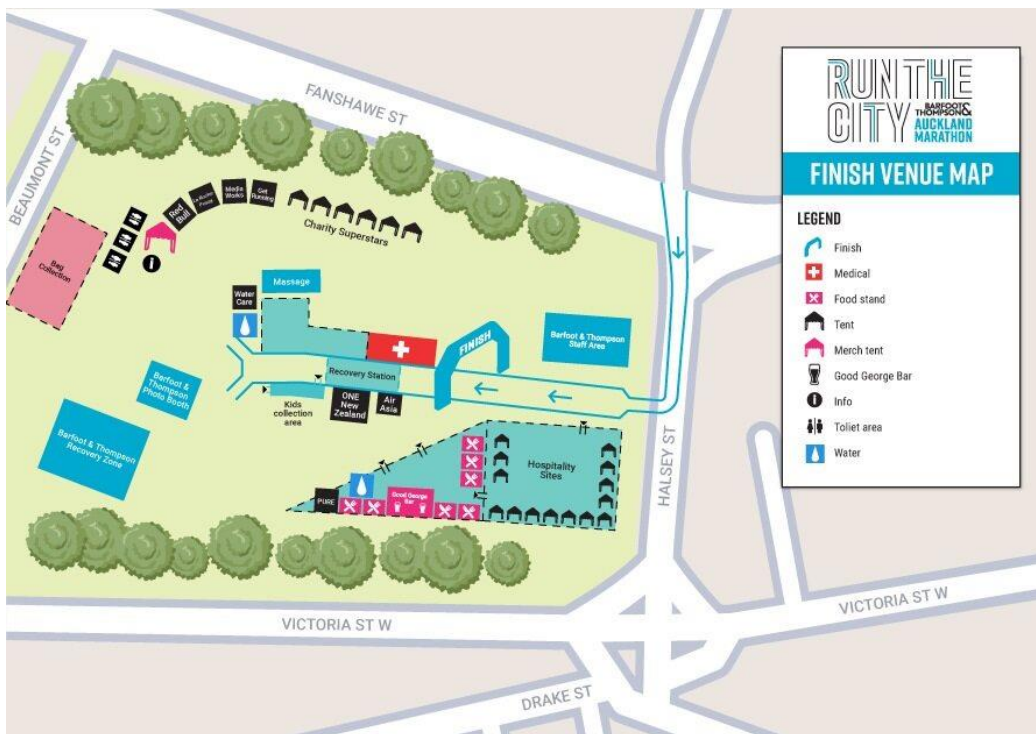 RUN THE
CITY
BARFOOT &
THOMPSON
AUCKLAND
MARATHON
FINISH VENUE MAP
LEGEND
Finish
Medical
Food stand
Tent
Merch tent
Good George Bar
Info
Toliet area
Water
FANSHAWE ST
BEAUMONT ST
Red
Bull
Media
Works
Get
Running
Charity Superstars
Bag
Collection
Water
Care
Massage
FINISH
Barfoot & Thompson
Staff Area
Recovery Station
Barfoot &
Thompson
Photo Booth
Kids
collection
area
ONE
New
Zealand
Air
Asia
Barfoot & Thompson
Recovery Zone
HALSEY ST
Hospitality
Sites
PURE
Good George
Bar
VICTORIA ST W
VICTORIA ST W
DRAKE ST